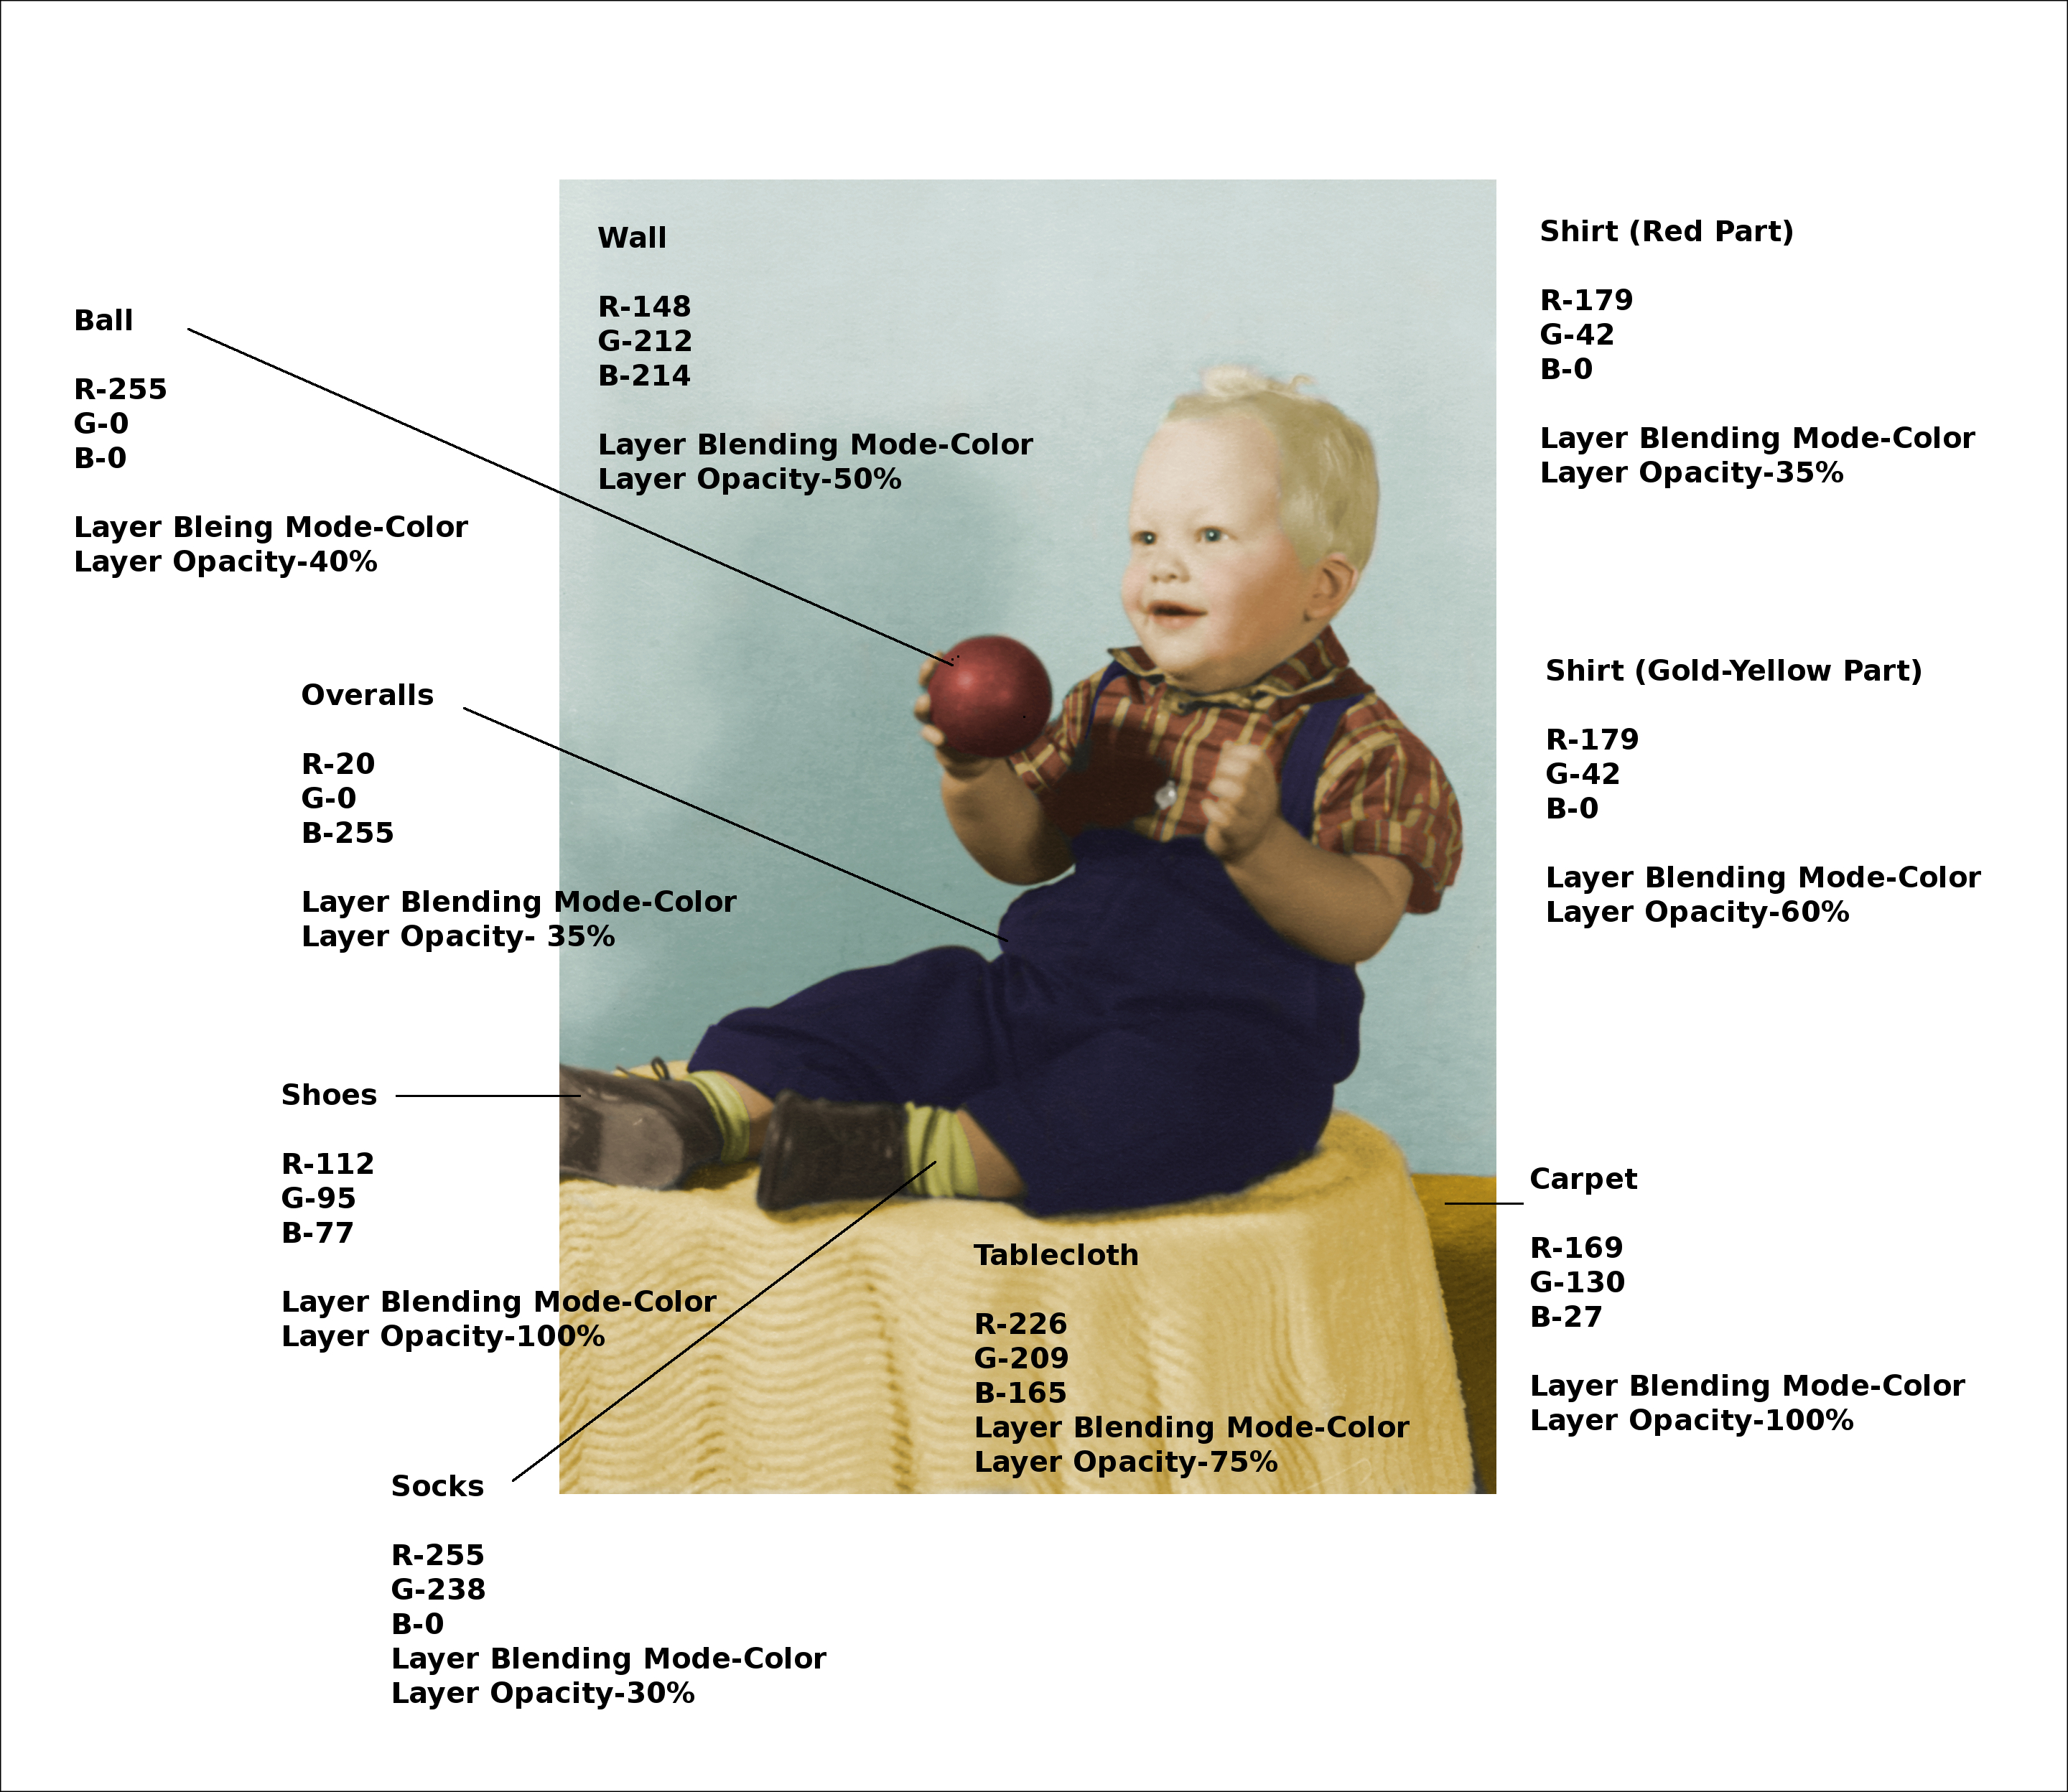 Wall
R-148
G-212
B-214
Layer Blending Mode-Color
Layer Opacity-50%
Shirt (Red Part)
R-179
G-42
B-0
Layer Blending Mode-Color
Layer Opacity-35%
Ball
R-255
G-0
B-0
Layer Bleing Mode-Color
Layer Opacity-40%
Overalls
R-20
G-0
B-255
Layer Blending Mode-Color
Layer Opacity- 35%
Shirt (Gold-Yellow Part)
R-179
G-42
B-0
Layer Blending Mode-Color
Layer Opacity-60%
Shoes
R-112
G-95
B-77
Layer Blending Mode-Color
Layer Opacity-100%
Carpet
R-169
G-130
B-27
Layer Blending Mode-Color
Layer Opacity-100%
Tablecloth
R-226
G-209
B-165
Layer Blending Mode-Color
Layer Opacity-75%
Socks
R-255
G-238
B-0
Layer Blending Mode-Color
Layer Opacity-30%